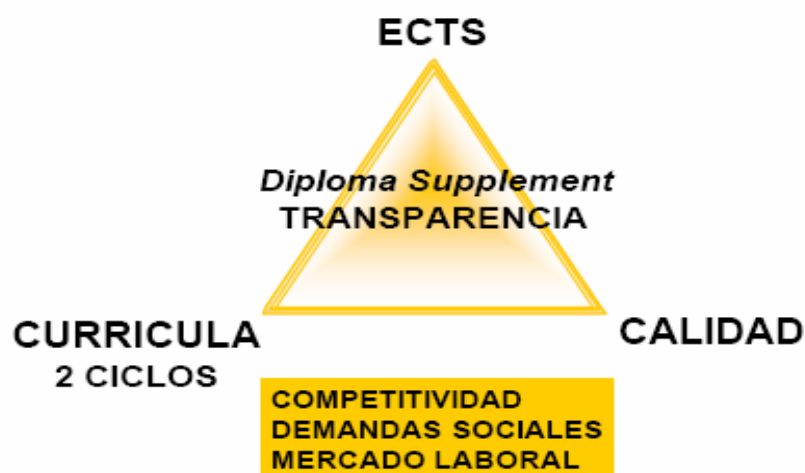 ECTS
Diploma Supplement
TRANSPARENCIA
CURRICULA
2 CICLOS
CALIDAD
COMPETITIVIDAD
DEMANDAS SOCIALES
MERCADO LABORAL